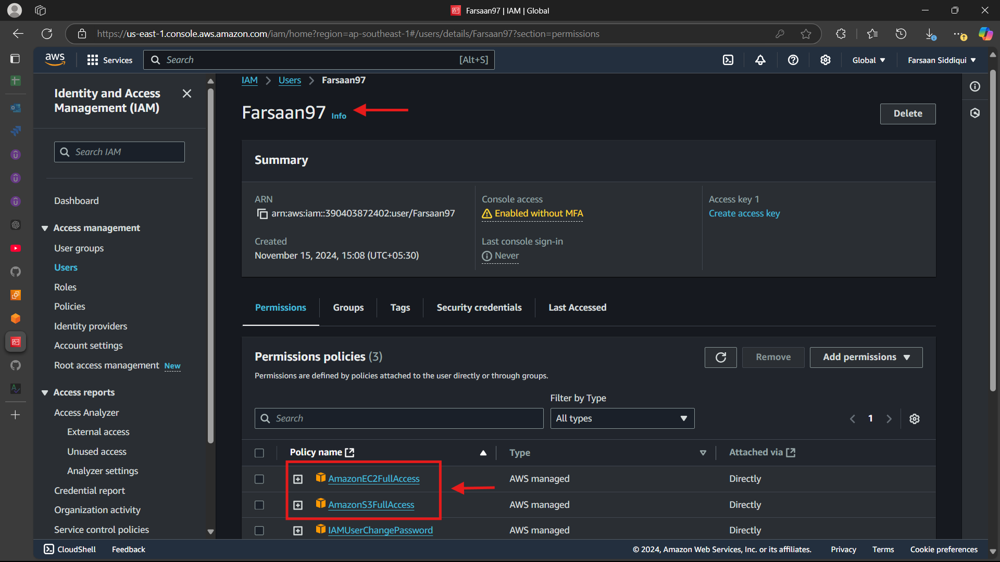 Farsaan97 | IAM | Global
https://us-east-1.console.aws.amazon.com/iam/home?region=ap-southeast-1#/users/details/Farsaan97?section=permissions
aws
Services
Search
[Alt+S]
Global
Farsaan Siddiqui
Identity and Access
Management (IAM)
Search IAM
Dashboard
Access management
User groups
Users
Roles
Policies
Identity providers
Account settings
Root access management New
Access reports
Access Analyzer
External access
Unused access
Analyzer settings
Credential report
Organization activity
Service control policies
IAM > Users > Farsaan97
Farsaan97 Info
Delete
Summary
ARN
arn:aws:iam::390403872402:user/Farsaan97
Created
November 15, 2024, 15:08 (UTC+05:30)
Console access
Enabled without MFA
Last console sign-in
Never
Access key 1
Create access key
Permissions
Groups
Tags
Security credentials
Last Accessed
Permissions policies (3)
Permissions are defined by policies attached to the user directly or through groups.
Remove
Add permissions
Filter by Type
Search
All types
1
Policy name
Type
Attached via
AmazonEC2FullAccess AWS managed Directly
AmazonS3FullAccess AWS managed Directly
IAMUserChangePassword AWS managed Directly
CloudShell
Feedback
© 2024, Amazon Web Services, Inc. or its affiliates.
Privacy
Terms
Cookie preferences